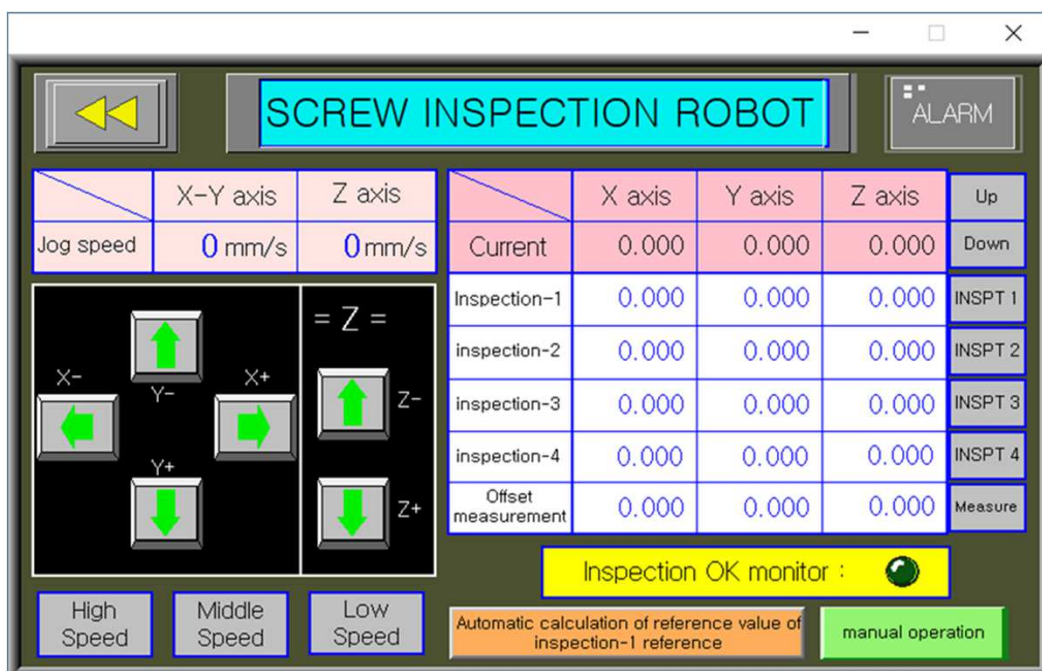 SCREW INSPECTION ROBOT
ALARM
X-Y axis Z axis
Jog speed 0 mm/s 0 mm/s
X axis Y axis Z axis Up
Current 0.000 0.000 0.000 Down
Inspection-1 0.000 0.000 0.000 INSPT 1
inspection-2 0.000 0.000 0.000 INSPT 2
inspection-3 0.000 0.000 0.000 INSPT 3
inspection-4 0.000 0.000 0.000 INSPT 4
Offset
measurement 0.000 0.000 0.000 Measure
= Z =
X- Y- X+ Z-
Y+ Z+
Inspection OK monitor :
High
Speed
Middle
Speed
Low
Speed
Automatic calculation of reference value of
inspection-1 reference
manual operation